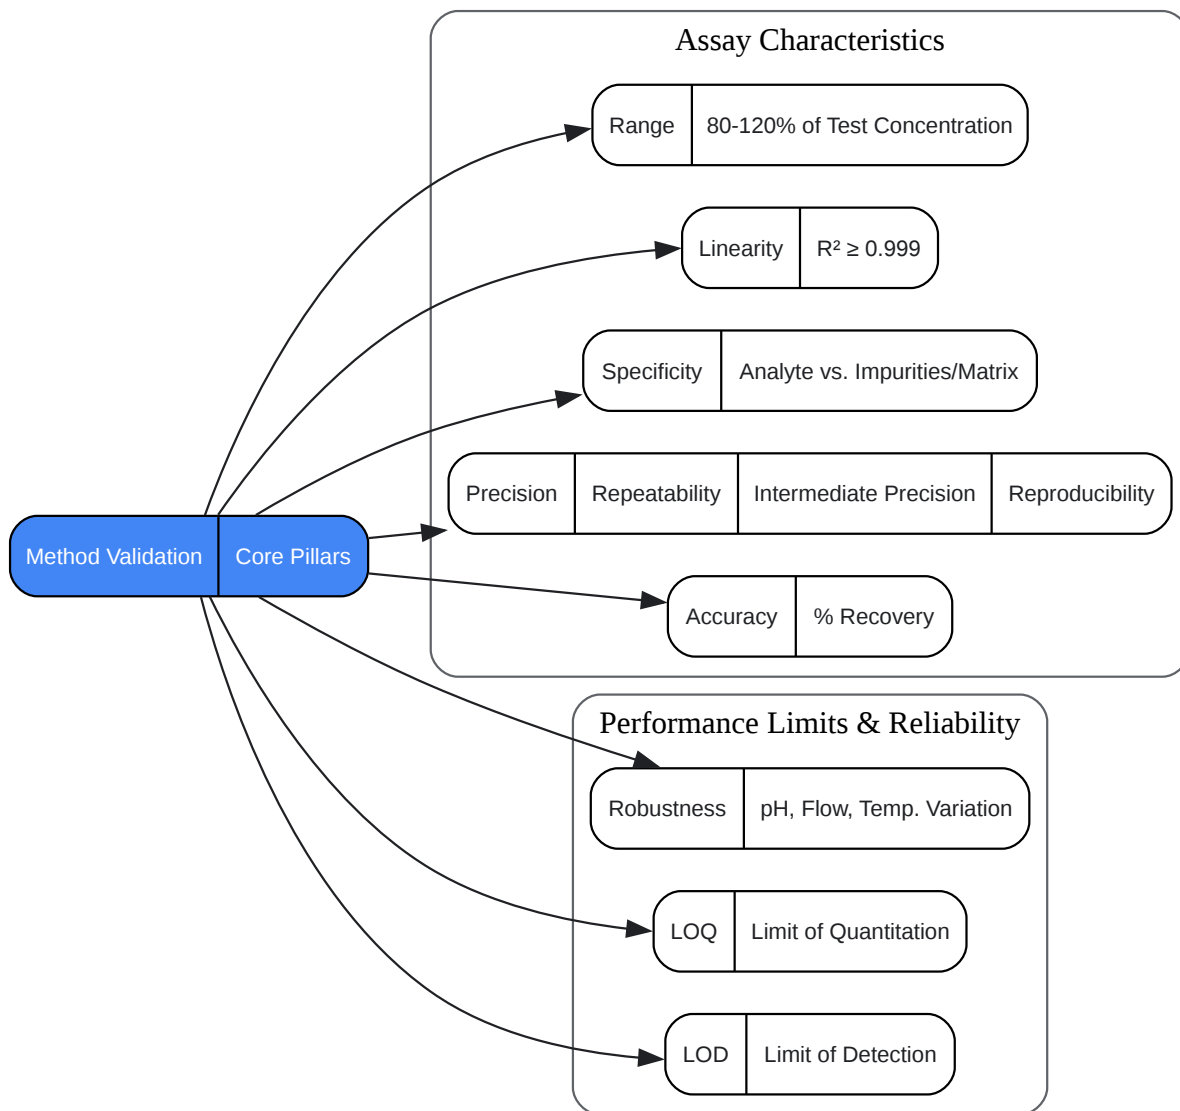 Assay Characteristics
Range 80-120% of Test Concentration
Linearity R² ≥ 0.999
Specificity Analyte vs. Impurities/Matrix
Precision Repeatability Intermediate Precision Reproducibility
Method Validation Core Pillars
Accuracy % Recovery
Performance Limits & Reliability
Robustness pH, Flow, Temp. Variation
LOQ Limit of Quantitation
LOD Limit of Detection